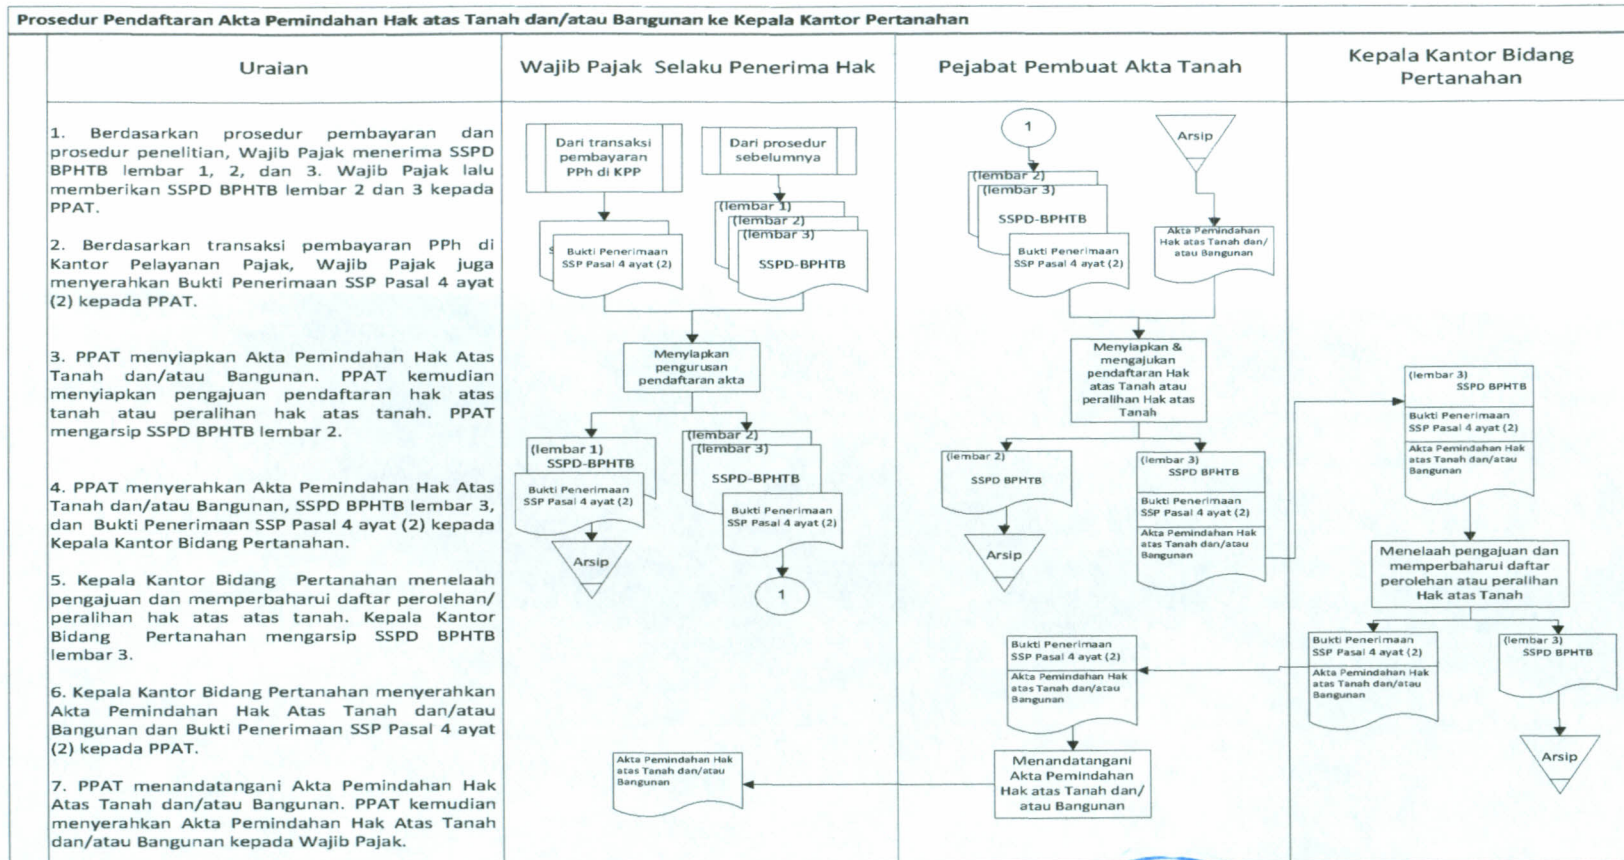 Prosedur Pendaftaran Akta Pemindahan Hak atas Tanah dan/atau Bangunan ke Kepala Kantor Pertanahan
Uraian
1. Berdasarkan prosedur pembayaran dan
prosedur penelitian, Wajib Pajak menerima SSPD
BPHTB lembar 1, 2, dan 3. Wajib Pajak lalu
memberikan SSPD BPHTB lembar 2 dan 3 kepada
PPAT.
2. Berdasarkan transaksi pembayaran PPh di
Kantor Pelayanan Pajak, Wajib Pajak juga
menyerahkan Bukti Penerimaan SSP Pasal 4 ayat
(2) kepada PPAT.
3. PPAT menyiapkan Akta Pemindahan Hak Atas
Tanah dan/atau Bangunan. PPAT kemudian
menyiapkan pengajuan pendaftaran hak atas
tanah atau peralihan hak atas tanah. PPAT
mengarsip SSPD BPHTB lembar 2.
4. PPAT menyerahkan Akta Pemindahan Hak Atas
Tanah dan/atau Bangunan, SSPD BPHTB lembar 3,
dan Bukti Penerimaan SSP Pasal 4 ayat (2) kepada
Kepala Kantor Bidang Pertanahan.
5. Kepala Kantor Bidang Pertanahan menelaah
pengajuan dan memperbaharui daftar perolehan/
peralihan hak atas atas tanah. Kepala Kantor
Bidang Pertanahan mengarsip SSPD BPHTB
lembar 3.
6. Kepala Kantor Bidang Pertanahan menyerahkan
Akta Pemindahan Hak Atas Tanah dan/atau
Bangunan dan Bukti Penerimaan SSP Pasal 4 ayat
(2) kepada PPAT.
7. PPAT menandatangani Akta Pemindahan Hak
Atas Tanah dan/atau Bangunan. PPAT kemudian
menyerahkan Akta Pemindahan Hak Atas Tanah
dan/atau Bangunan kepada Wajib Pajak.
Wajib Pajak Selaku Penerima Hak
Dari transaksi
pembayaran
PPh di KPP
Dari prosedur
sebelumnya
Bukti Penerimaan
SSP Pasal 4 ayat (2)
(lembar 1)
(lembar 2)
(lembar 3)
SSPD-BPHTB
Menyiapkan
pengurusan
pendaftaran akta
(lembar 1)
SSPD-BPHTB
Bukti Penerimaan
SSP Pasal 4 ayat (2)
Arsip
(lembar 2)
(lembar 3)
SSPD-BPHTB
Bukti Penerimaan
SSP Pasal 4 ayat (2)
1
Akta Pemindahan Hak
atas Tanah dan/atau
Bangunan
Pejabat Pembuat Akta Tanah
1
Arsip
(lembar 2)
(lembar 3)
SSPD-BPHTB
Bukti Penerimaan
SSP Pasal 4 ayat (2)
Akta Pemindahan
Hak atas Tanah dan/
atau Bangunan
Menyiapkan &
mengajukan
pendaftaran Hak
atas Tanah atau
peralihan Hak atas
Tanah
(lembar 2)
SSPD BPHTB
Arsip
(lembar 3)
SSPD BPHTB
Bukti Penerimaan
SSP Pasal 4 ayat (2)
Akta Pemindahan Hak
atas Tanah dan/atau
Bangunan
Bukti Penerimaan
SSP Pasal 4 ayat (2)
Akta Pemindahan Hak
atas Tanah dan/atau
Bangunan
Menandatangani
Akta Pemindahan
Hak atas Tanah dan/
atau Bangunan
Kepala Kantor Bidang
Pertanahan
(lembar 3)
SSPD BPHTB
Bukti Penerimaan
SSP Pasal 4 ayat (2)
Akta Pemindahan Hak
atas Tanah dan/atau
Bangunan
Menelaah pengajuan dan
memperbaharui daftar
perolehan atau peralihan
Hak atas Tanah
Bukti Penerimaan
SSP Pasal 4 ayat (2)
Akta Pemindahan Hak
atas Tanah dan/atau
Bangunan
(lembar 3)
SSPD BPHTB
Arsip